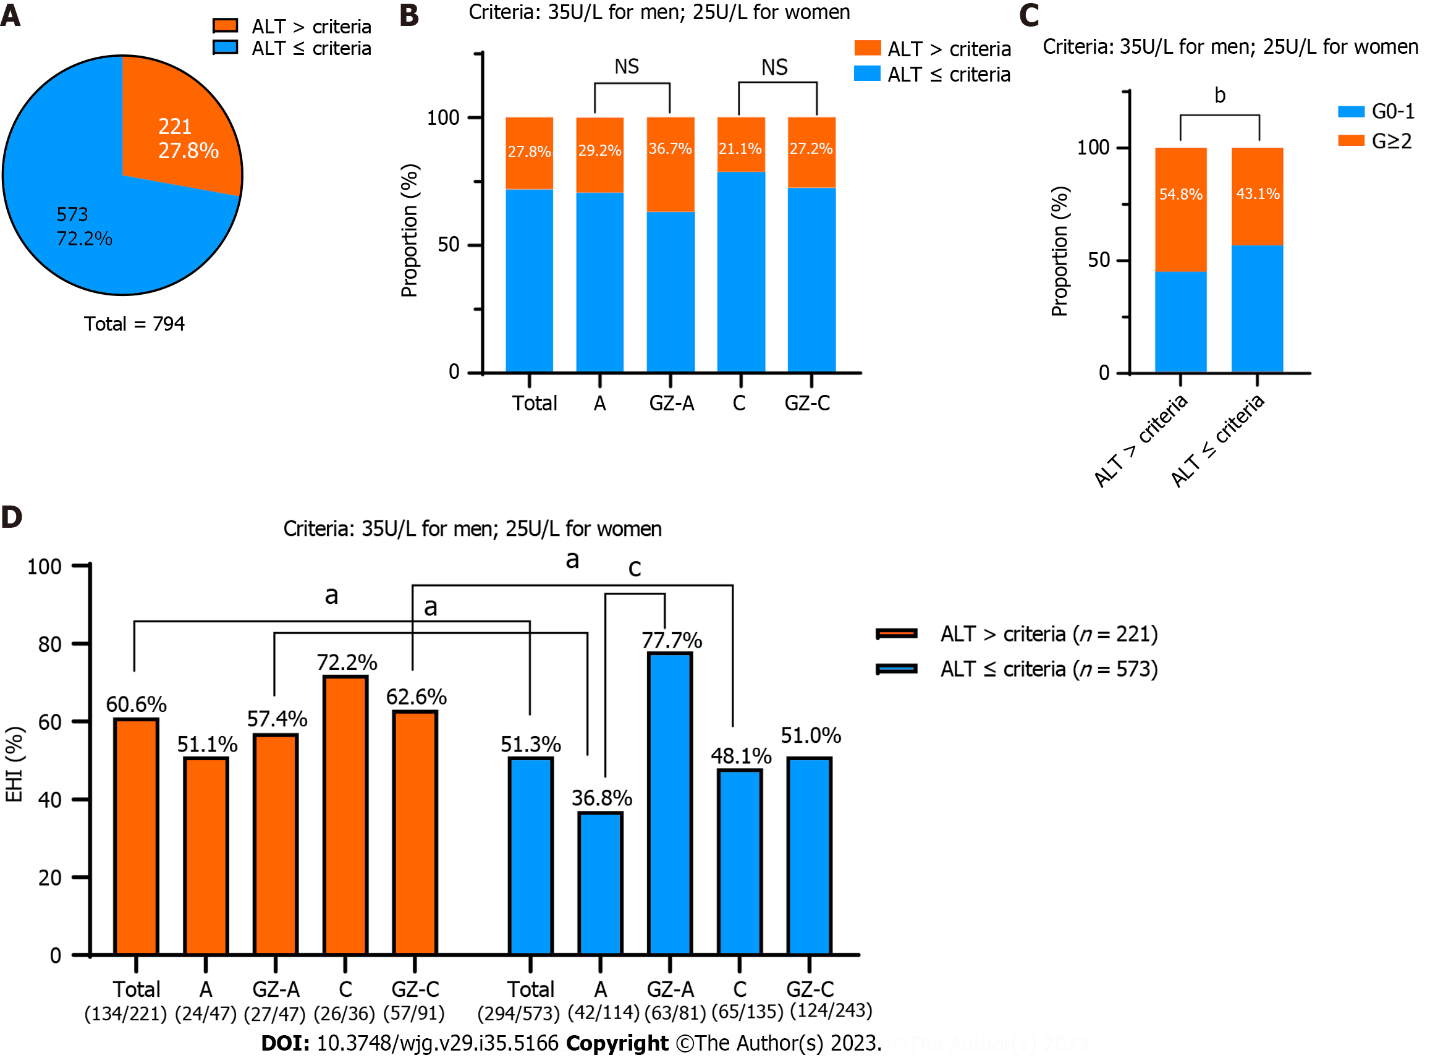 A
ALT > criteria
ALT ≤ criteria
221
27.8%
573
72.2%
Total = 794
B
Criteria: 35U/L for men; 25U/L for women
ALT > criteria
ALT ≤ criteria
NS
NS
Proportion (%)
100
50
0
27.8%
29.2%
36.7%
21.1%
27.2%
Total
A
GZ-A
C
GZ-C
C
Criteria: 35U/L for men; 25U/L for women
G0-1
G≥2
b
Proportion (%)
100
50
0
54.8%
43.1%
ALT > criteria
ALT ≤ criteria
D
Criteria: 35U/L for men; 25U/L for women
a
a
a
c
ALT > criteria (n = 221)
ALT ≤ criteria (n = 573)
EHI (%)
100
80
60
40
20
0
60.6%
51.1%
57.4%
72.2%
62.6%
51.3%
36.8%
77.7%
48.1%
51.0%
Total
A
GZ-A
C
GZ-C
Total
A
GZ-A
C
GZ-C
(134/221)
(24/47)
(27/47)
(26/36)
(57/91)
(294/573)
(42/114)
(63/81)
(65/135)
(124/243)
DOI: 10.3748/wjg.v29.i35.5166 Copyright ©The Author(s) 2023.
©The Author(s) 2023